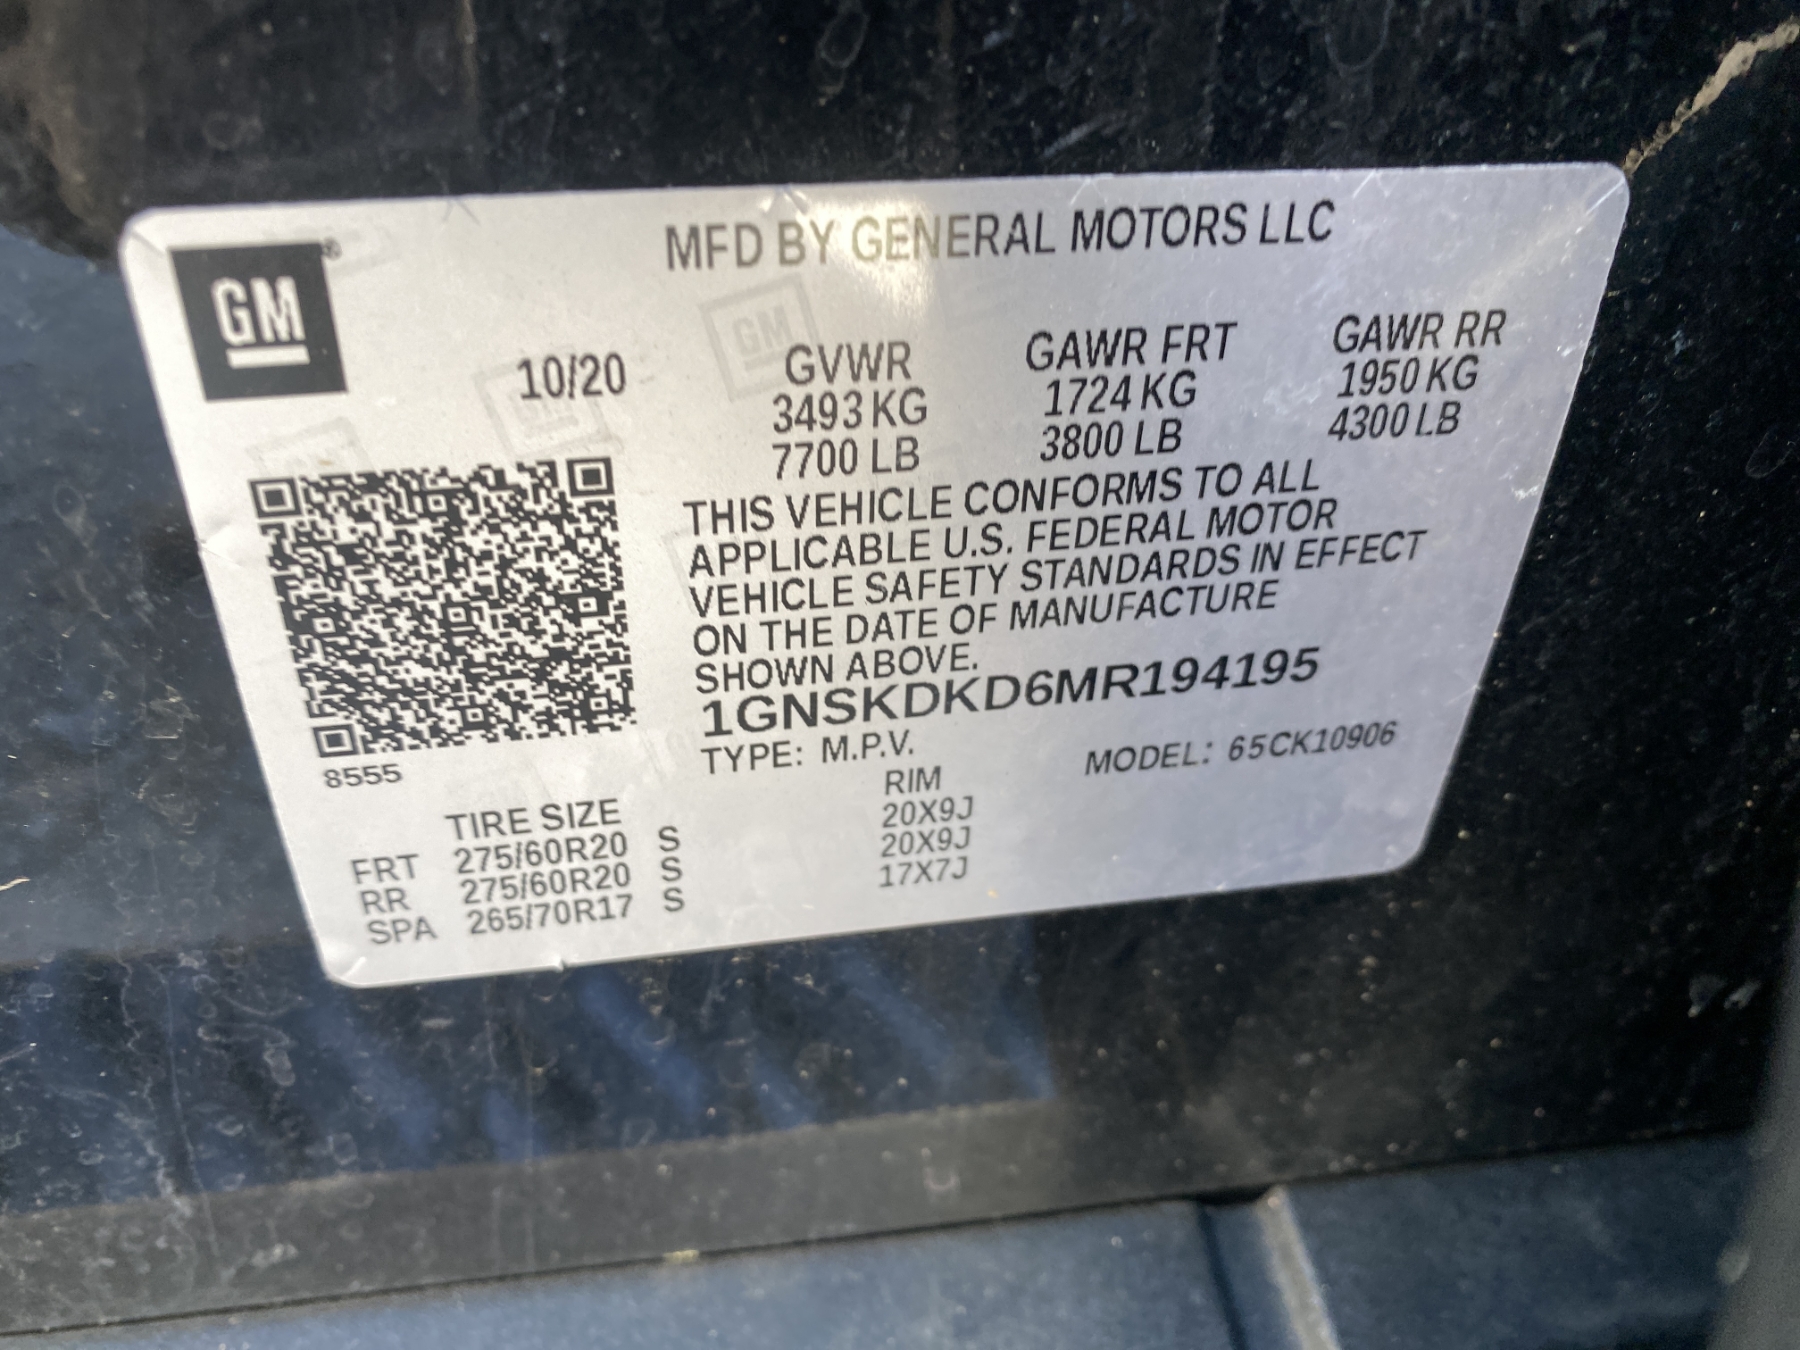 GM ®
MFD BY GENERAL MOTORS LLC
10/20
GVWR GAWR FRT GAWR RR
3493 KG 1724 KG 1950 KG
7700 LB 3800 LB 4300 LB
THIS VEHICLE CONFORMS TO ALL
APPLICABLE U.S. FEDERAL MOTOR
VEHICLE SAFETY STANDARDS IN EFFECT
ON THE DATE OF MANUFACTURE
SHOWN ABOVE.
1GNSKDKD6MR194195
TYPE: M.P.V. MODEL: 65CK10906
8555
TIRE SIZE RIM
FRT 275/60R20 S 20X9J
RR 275/60R20 S 20X9J
SPA 265/70R17 S 17X7J